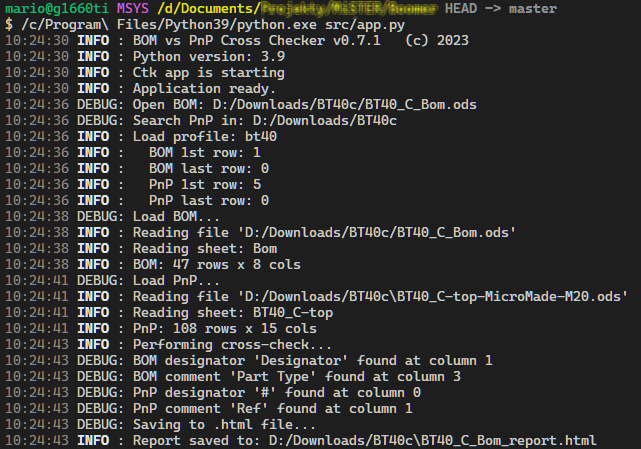 mario@g1660ti MSYS /d/Documents/ HEAD -> master
$ /c/Program\ Files/Python39/python.exe src/app.py
10:24:30 INFO : BOM vs PnP Cross Checker v0.7.1   (c) 2023
10:24:30 INFO : Python version: 3.9
10:24:30 INFO : Ctk app is starting
10:24:30 INFO : Application ready.
10:24:36 DEBUG: Open BOM: D:/Downloads/BT40c/BT40_C_Bom.ods
10:24:36 DEBUG: Search PnP in: D:/Downloads/BT40c
10:24:36 INFO : Load profile: bt40
10:24:36 INFO :   BOM 1st row: 1
10:24:36 INFO :   BOM last row: 0
10:24:36 INFO :   PnP 1st row: 5
10:24:36 INFO :   PnP last row: 0
10:24:38 DEBUG: Load BOM...
10:24:38 INFO : Reading file 'D:/Downloads/BT40c/BT40_C_Bom.ods'
10:24:38 INFO : Reading sheet: Bom
10:24:38 INFO : BOM: 47 rows x 8 cols
10:24:41 DEBUG: Load PnP...
10:24:41 INFO : Reading file 'D:/Downloads/BT40c\BT40_C-top-MicroMade-M20.ods'
10:24:41 INFO : Reading sheet: BT40_C-top
10:24:41 INFO : PnP: 108 rows x 15 cols
10:24:43 INFO : Performing cross-check...
10:24:43 DEBUG: BOM designator 'Designator' found at column 1
10:24:43 DEBUG: BOM comment 'Part Type' found at column 3
10:24:43 DEBUG: PnP designator '#' found at column 0
10:24:43 DEBUG: PnP comment 'Ref' found at column 1
10:24:43 DEBUG: Saving to .html file...
10:24:43 INFO : Report saved to: D:/Downloads/BT40c\BT40_C_Bom_report.html